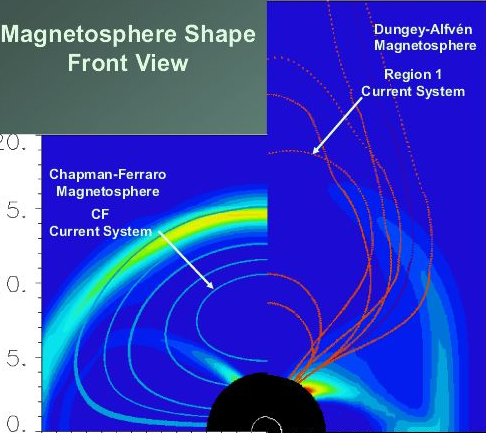 Magnetosphere Shape
Front View
Dungey-Alfvén
Magnetosphere
Region 1
Current System
Chapman-Ferraro
Magnetosphere
CF
Current System
20.
5.
0.
5.
0.